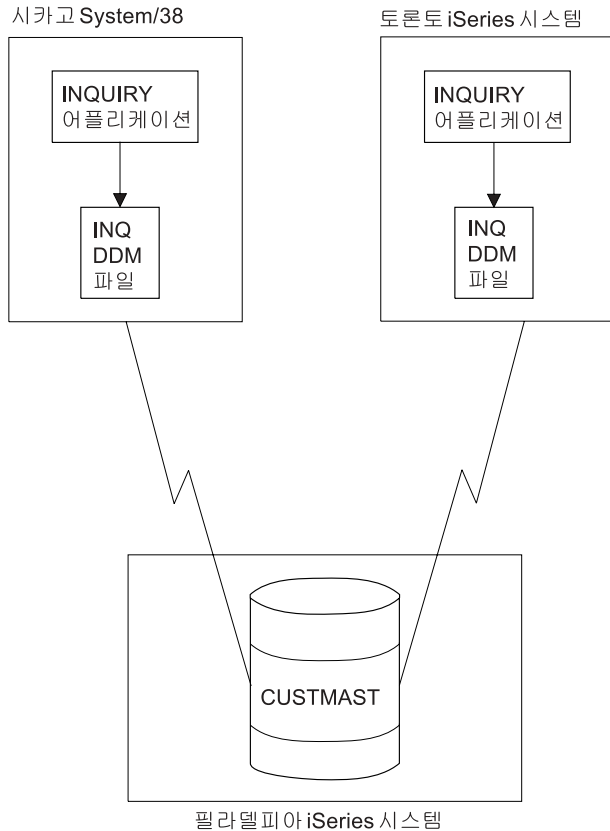 시카고 System/38
INQUIRY
어플리케이션
INQ
DDM
파일
토론토 iSeries 시스템
INQUIRY
어플리케이션
INQ
DDM
파일
CUSTMAST
필라델피아 iSeries 시스템